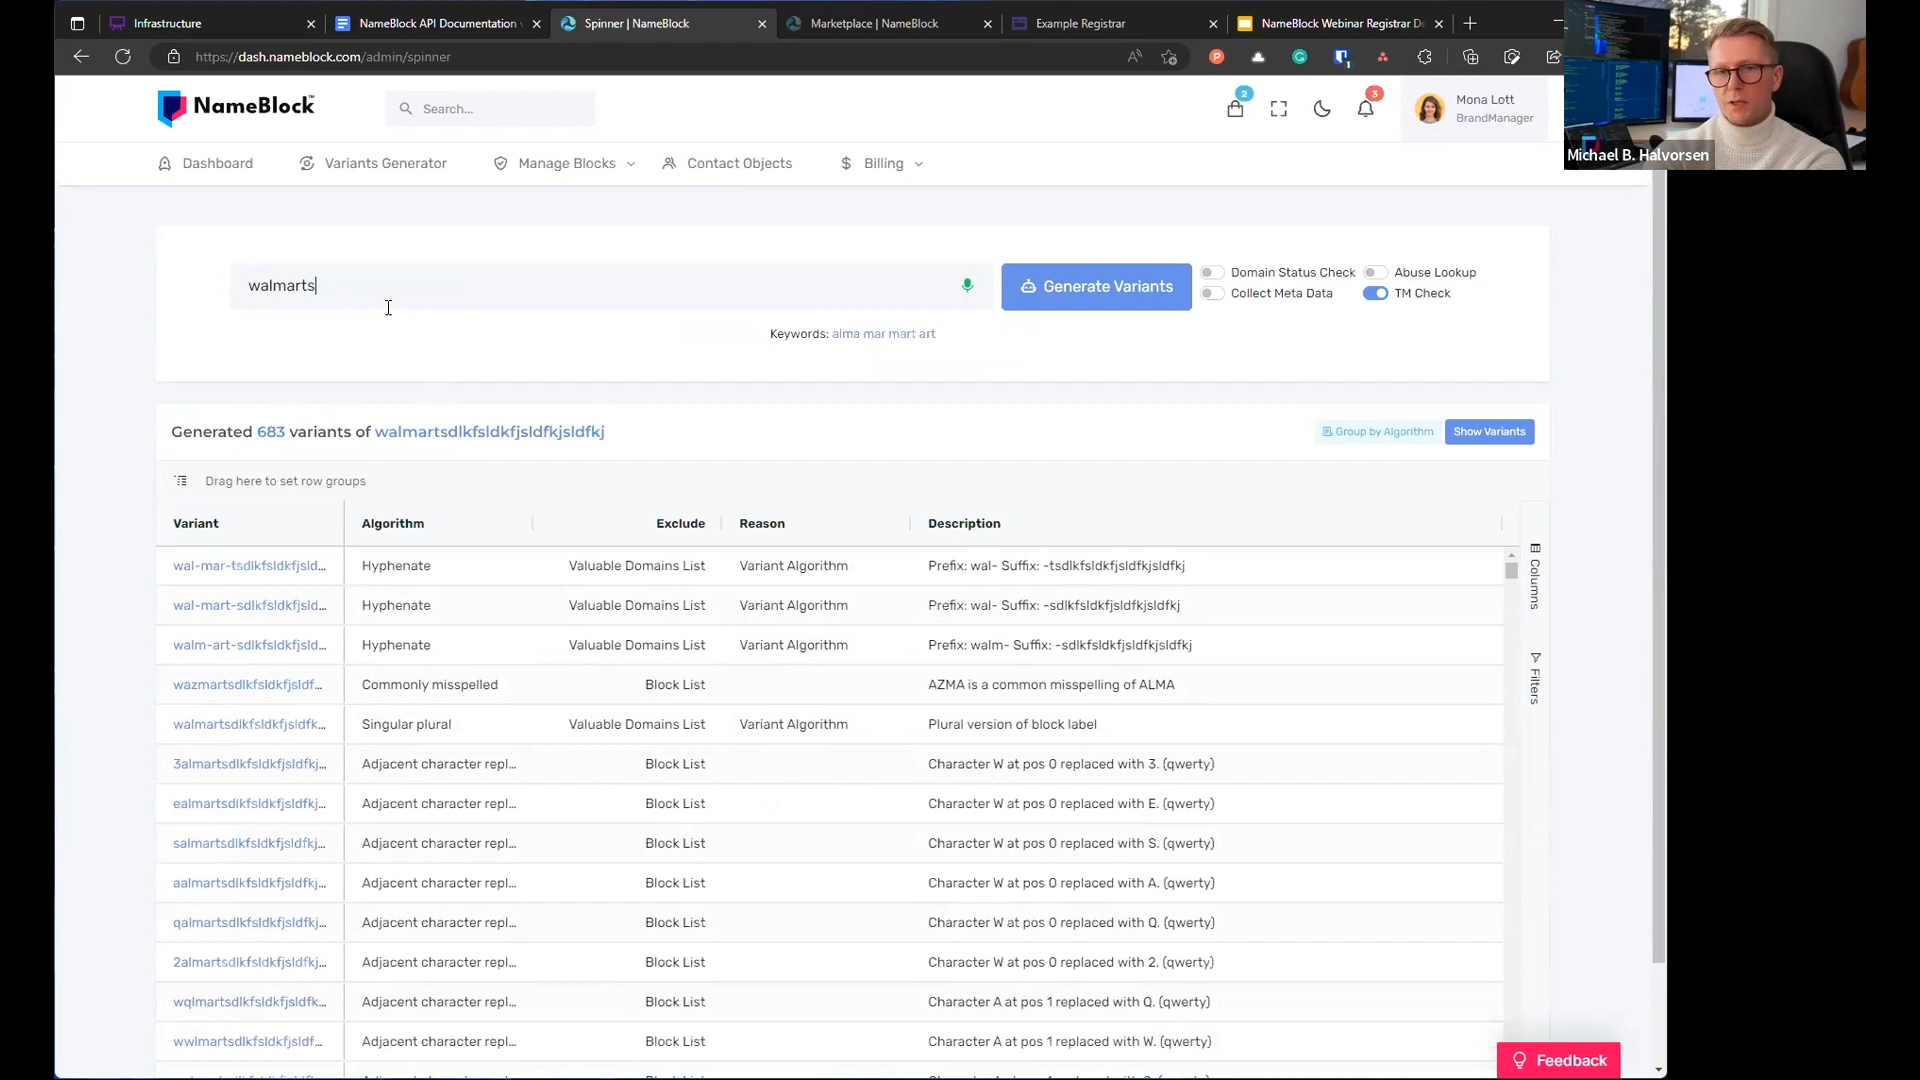 Infrastructure
NameBlock API Documentation
Spinner | NameBlock
Marketplace | NameBlock
Example Registrar
NameBlock Webinar Registrar De
https://dash.nameblock.com/admin/spinner
NameBlock™
Search...
2
3
Mona Lott
BrandManager
Michael B. Halvorsen
Dashboard
Variants Generator
Manage Blocks
Contact Objects
$ Billing
walmarts
Generate Variants
Domain Status Check
Abuse Lookup
Collect Meta Data
TM Check
Keywords: alma mar mart art
Generated 683 variants of walmartsdlkfsldkfjsldfkjsldfkj
Group by Algorithm
Show Variants
Drag here to set row groups
Variant Algorithm Exclude Reason Description
wal-mar-tsdlkfsldkfjsld... Hyphenate Valuable Domains List Variant Algorithm Prefix: wal- Suffix: -tsdlkfsldkfjsldfkjsldfkj
wal-mart-sdlkfsldkfjsld... Hyphenate Valuable Domains List Variant Algorithm Prefix: wal- Suffix: -sdlkfsldkfjsldfkjsldfkj
walm-art-sdlkfsldkfjsld... Hyphenate Valuable Domains List Variant Algorithm Prefix: walm- Suffix: -sdlkfsldkfjsldfkjsldfkj
wazmartsdlkfsldkfjsldf... Commonly misspelled Block List AZMA is a common misspelling of ALMA
walmartsdlkfsldkfjsldfk... Singular plural Valuable Domains List Variant Algorithm Plural version of block label
3almartsdlkfsldkfjsldfkj... Adjacent character repl... Block List Character W at pos 0 replaced with 3. (qwerty)
ealmartsdlkfsldkfjsldfkj... Adjacent character repl... Block List Character W at pos 0 replaced with E. (qwerty)
salmartsdlkfsldkfjsldfkj... Adjacent character repl... Block List Character W at pos 0 replaced with S. (qwerty)
aalmartsdlkfsldkfjsldfkj... Adjacent character repl... Block List Character W at pos 0 replaced with A. (qwerty)
qalmartsdlkfsldkfjsldfkj... Adjacent character repl... Block List Character W at pos 0 replaced with Q. (qwerty)
2almartsdlkfsldkfjsldfkj... Adjacent character repl... Block List Character W at pos 0 replaced with 2. (qwerty)
wqlmartsdlkfsldkfjsldfk... Adjacent character repl... Block List Character A at pos 1 replaced with Q. (qwerty)
wwlmartsdlkfsldkfjsldf... Adjacent character repl... Block List Character A at pos 1 replaced with W. (qwerty)
Columns
Filters
Feedback